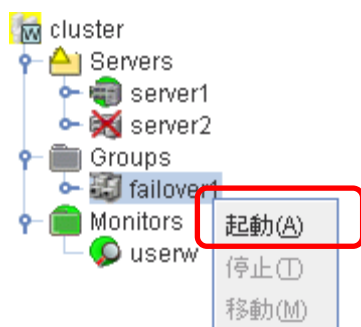 cluster
Servers
server1
server2
Groups
failover1
Monitors
userw
起動(A)
停止(T)
移動(M)